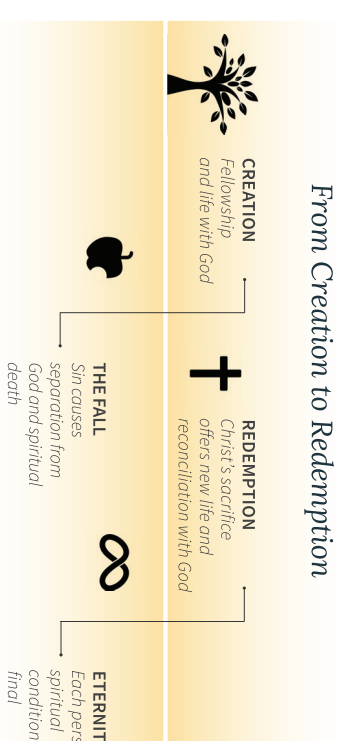 From Creation to Redemption
CREATION
Fellowship
and life with God
THE FALL
Sin causes
separation from
God and spiritual
death
REDEMPTION
Christ's sacrifice
offers new life and
reconciliation with God
ETERNIT
Each pers
spiritual
condition
final